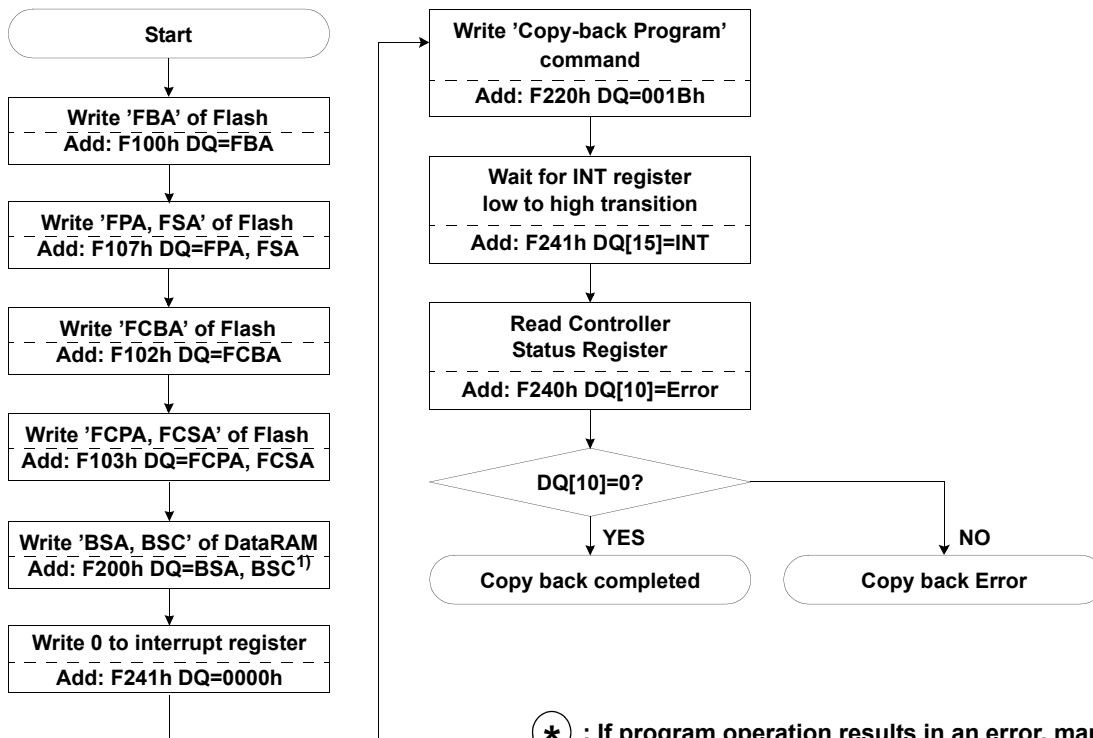 Start
Write ’FBA’ of Flash
Add: F100h DQ=FBA
Write ’FPA, FSA’ of Flash
Add: F107h DQ=FPA, FSA
Write ’FCBA’ of Flash
Add: F102h DQ=FCBA
Write ’FCPA, FCSA’ of Flash
Add: F103h DQ=FCPA, FCSA
Write ’BSA, BSC’ of DataRAM
Add: F200h DQ=BSA, BSC1)
Write 0 to interrupt register
Add: F241h DQ=0000h
Write ’Copy-back Program’
command
Add: F220h DQ=001Bh
Wait for INT register
low to high transition
Add: F241h DQ[15]=INT
Read Controller
Status Register
Add: F240h DQ[10]=Error
DQ[10]=0?
YES
NO
Copy back completed
Copy back Error
* : If program operation results in an error,